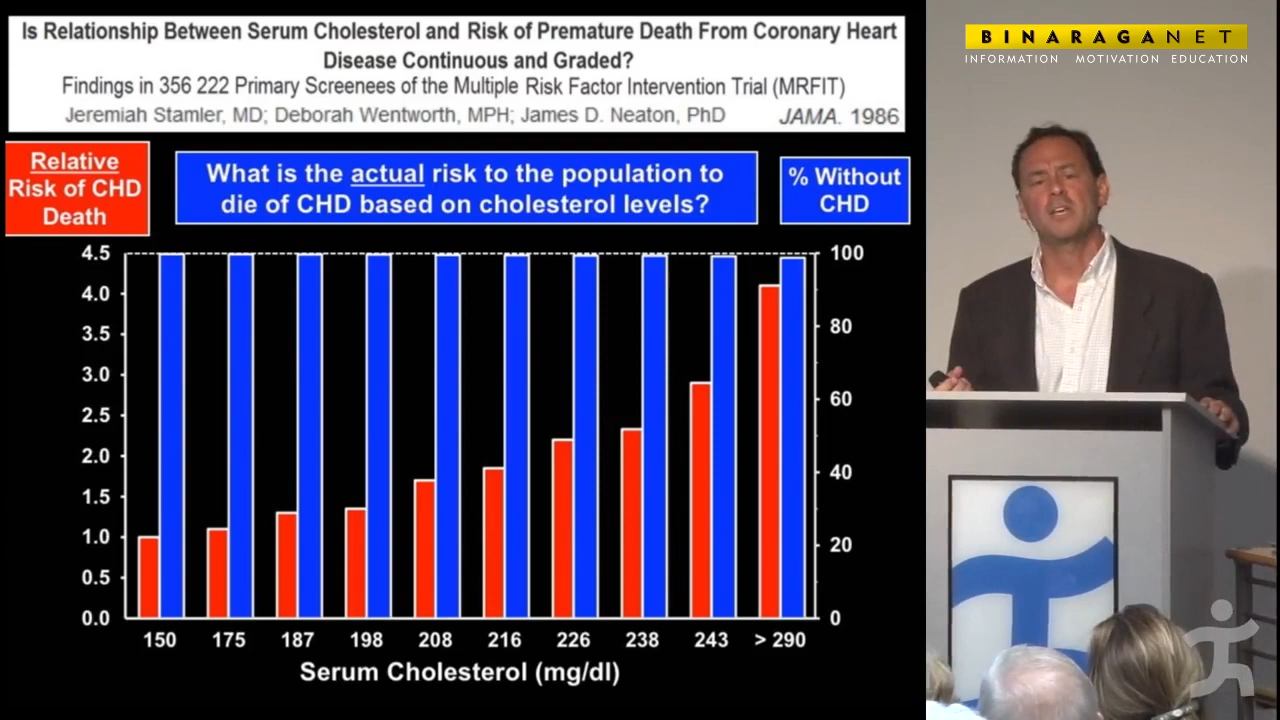 Is Relationship Between Serum Cholesterol and Risk of Premature Death From Coronary Heart
Disease Continuous and Graded?
Findings in 356 222 Primary Screenees of the Multiple Risk Factor Intervention Trial (MRFIT)
Jeremiah Stamler, MD; Deborah Wentworth, MPH; James D. Neaton, PhD
JAMA. 1986
Relative
Risk of CHD
Death
What is the actual risk to the population to
die of CHD based on cholesterol levels?
% Without
CHD
4.5
4.0
3.5
3.0
2.5
2.0
1.5
1.0
0.5
0.0
100
80
60
40
20
0
150 175 187 198 208 216 226 238 243 > 290
Serum Cholesterol (mg/dl)
BINARAGANET
INFORMATION MOTIVATION EDUCATION